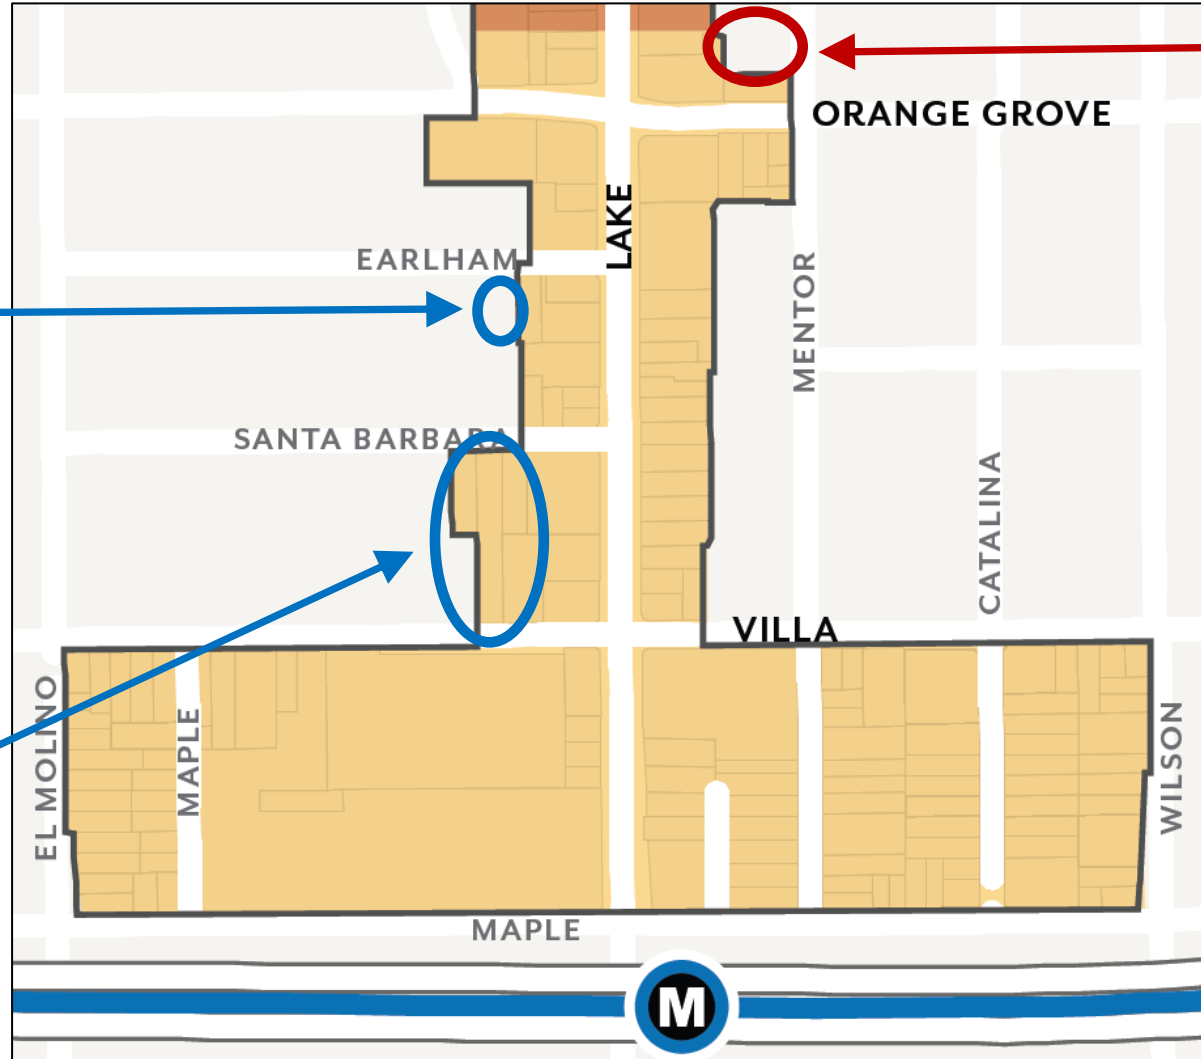 ORANGE GROVE
LAKE
EARLHAM
MENTOR
SANTA BARBARA
CATALINA
VILLA
EL MOLINO
MAPLE
WILSON
MAPLE
M